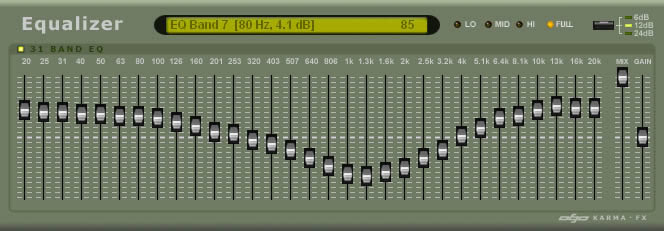 Equalizer
EQ Band 7 [80 Hz, 4.1 dB] 85
LO MID HI FULL
6dB
12dB
24dB
31 BAND EQ
20 25 31 40 50 63 80 100 126 160 201 253 320 403 507 640 806 1k 1.3k 1.6k 2k 2.5k 3.2k 4k 5.1k 6.4k 8.1k 10k 13k 16k 20k MIX GAIN
KARMA - FX